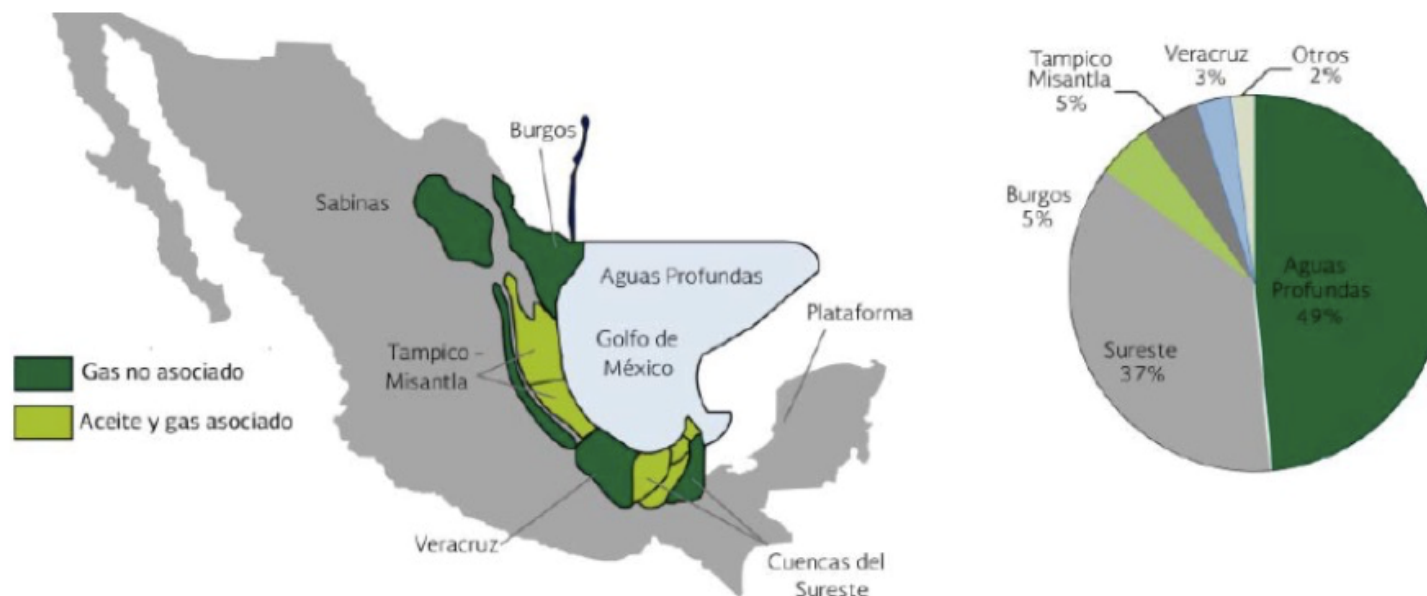 Burgos
Sabinas
Aguas Profundas
Golfo de
México
Plataforma
Tampico -
Misantla
Gas no asociado
Aceite y gas asociado
Veracruz
Cuencas del
Sureste
Veracruz
3%
Otros
2%
Tampico
Misantla
5%
Burgos
5%
Aguas
Profundas
49%
Sureste
37%